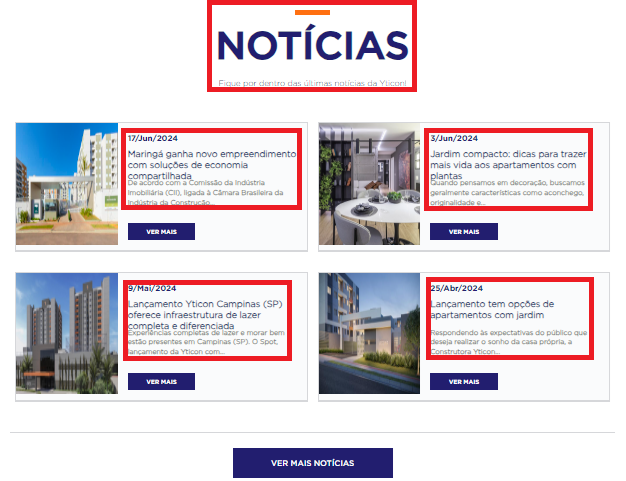 NOTÍCIAS
Fique por dentro das últimas notícias da Yticon!
17/Jun/2024
Maringá ganha novo empreendimento
com soluções de economia
compartilhada
De acordo com a Comissão da Indústria
Imobiliária (CII), ligada à Câmara Brasileira da
Indústria da Construção...
VER MAIS
3/Jun/2024
Jardim compacto: dicas para trazer
mais vida aos apartamentos com
plantas
Quando pensamos em decoração, buscamos
geralmente características como aconchego,
originalidade e...
VER MAIS
9/Mai/2024
Lançamento Yticon Campinas (SP)
oferece infraestrutura de lazer
completa e diferenciada
Experiências completas de lazer e morar bem
estão presentes em Campinas (SP). O Spot,
lançamento da Yticon com...
VER MAIS
25/Abr/2024
Lançamento tem opções de
apartamentos com jardim
Respondendo às expectativas do público que
deseja realizar o sonho da casa própria, a
Construtora Yticon...
VER MAIS
VER MAIS NOTÍCIAS